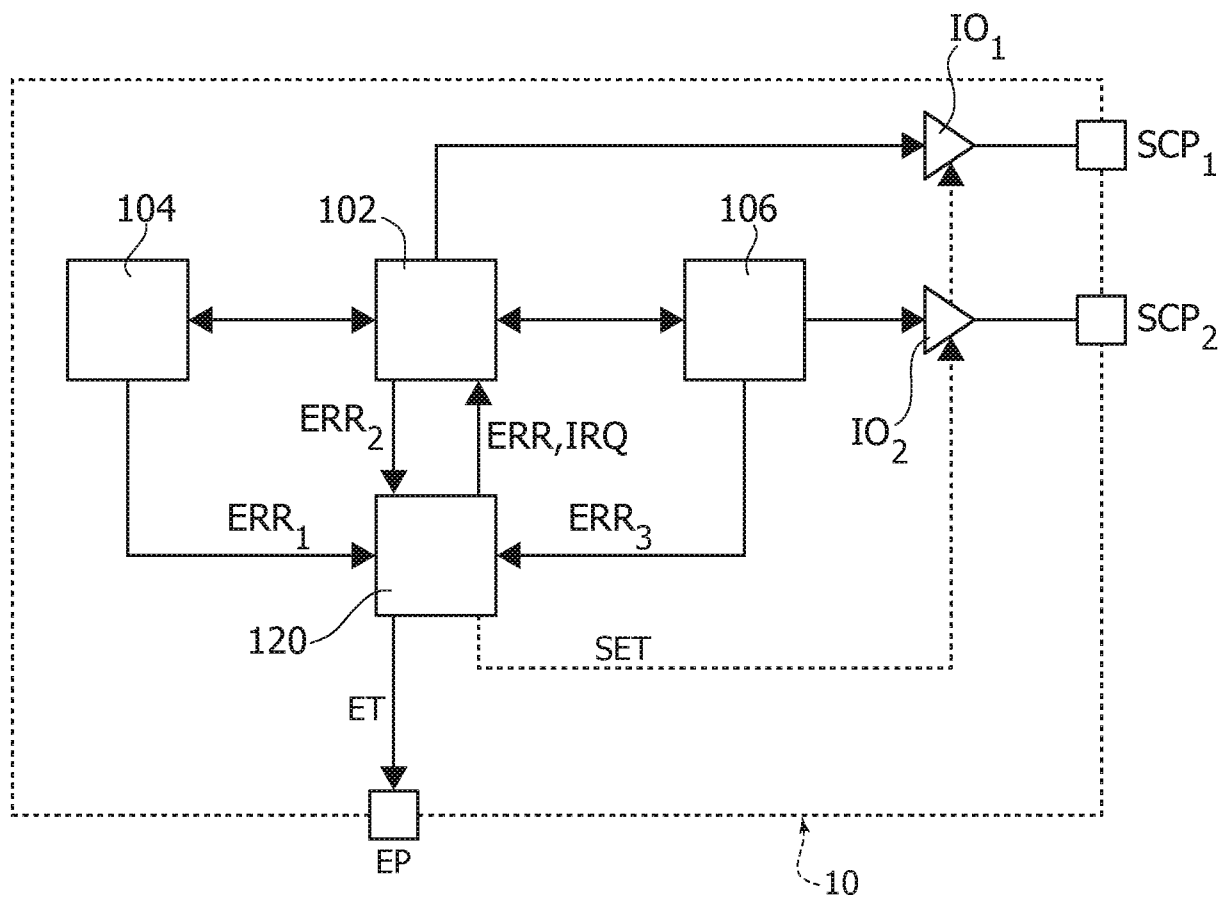 IO₁
SCP₁
104
102
106
SCP₂
ERR₂
ERR,IRQ
IO₂
ERR₁
ERR₃
120
SET
ET
EP
10